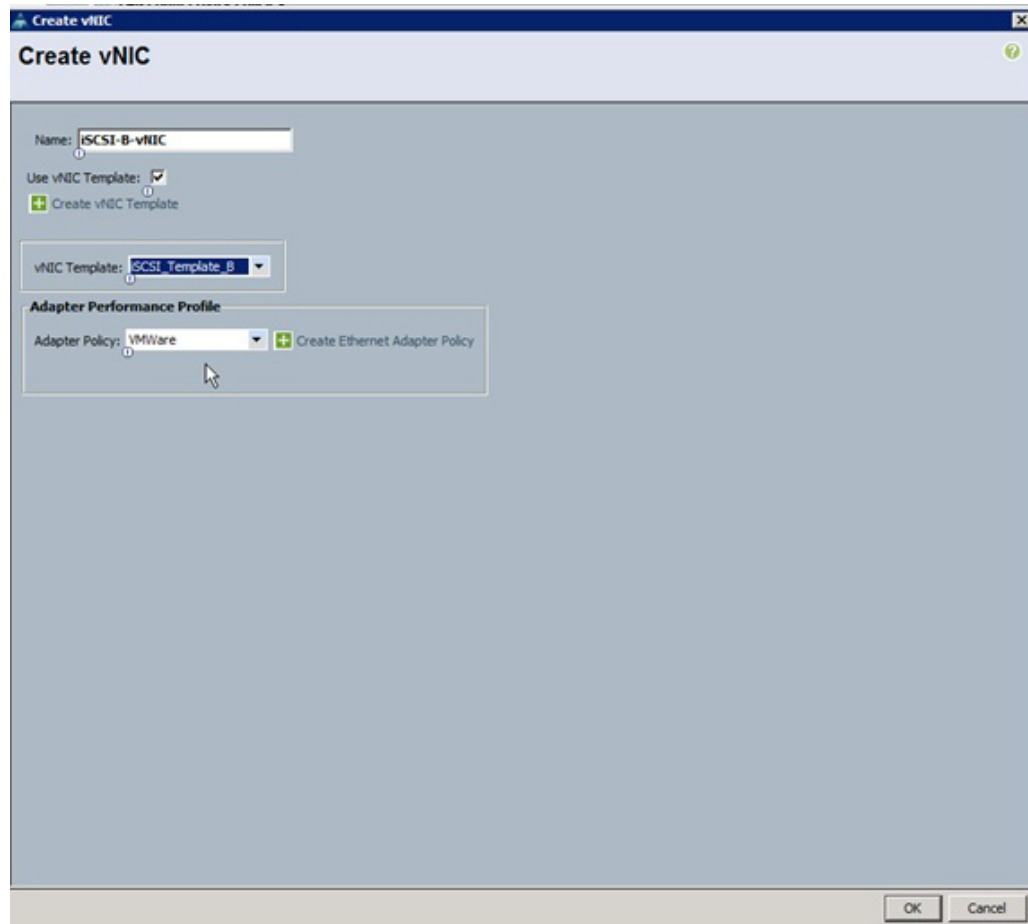 Create vNIC
Create vNIC
Name: iSCSI-B-vNIC
Use vNIC Template:
Create vNIC Template
vNIC Template: iSCSI_Template_B
Adapter Performance Profile
Adapter Policy: VMWare Create Ethernet Adapter Policy
OK Cancel